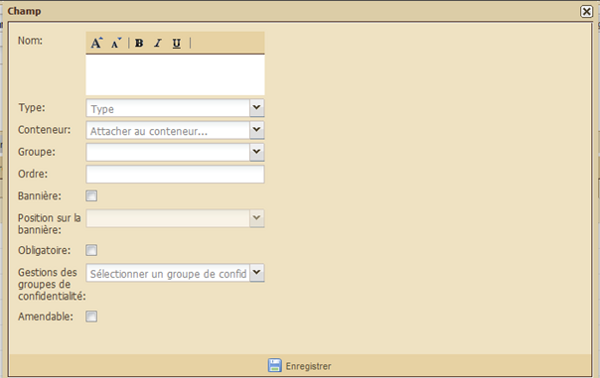 Champ
Nom:
A A B I U
Type: Type
Conteneur: Attacher au conteneur...
Groupe:
Ordre:
Bannière:
Position sur la
bannière:
Obligatoire:
Gestions des
groupes de
confidentialité:
Sélectionner un groupe de confid
Amendable:
Enregistrer